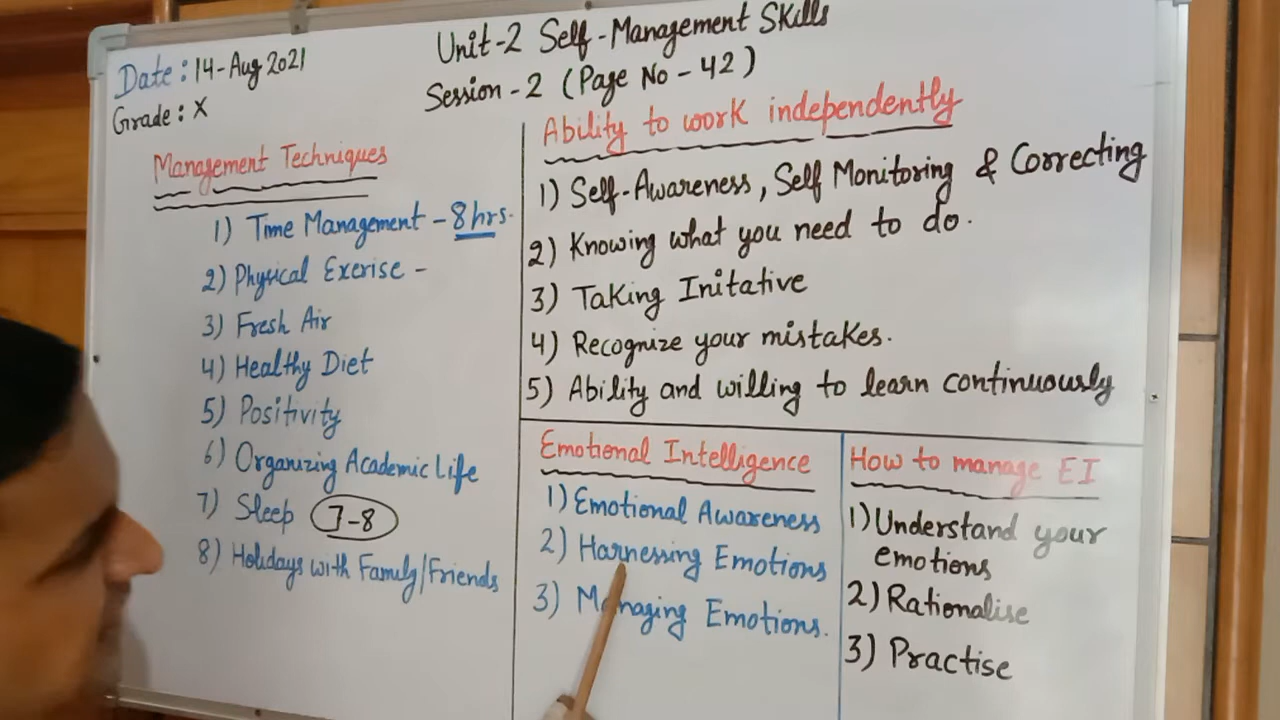 Date: 14-Aug 2021
Grade: X
Unit-2 Self-Management Skills
Session-2 (Page No-42)
Management Techniques
1) Time Management - 8 hrs.
2) Physical Exerise -
3) Fresh Air
4) Healthy Diet
5) Positivity
6) Organizing Academic Life
7) Sleep 7-8
8) Holidays with Family/Friends
Ability to work independently
1) Self-Awareness, Self Monitoring & Correcting
2) Knowing what you need to do.
3) Taking Initative
4) Recognize your mistakes.
5) Ability and willing to learn continuously
Emotional Intelligence
1) Emotional Awareness
2) Harnessing Emotions
3) Managing Emotions.
How to manage EI
1) Understand your
emotions
2) Rationalise
3) Practise